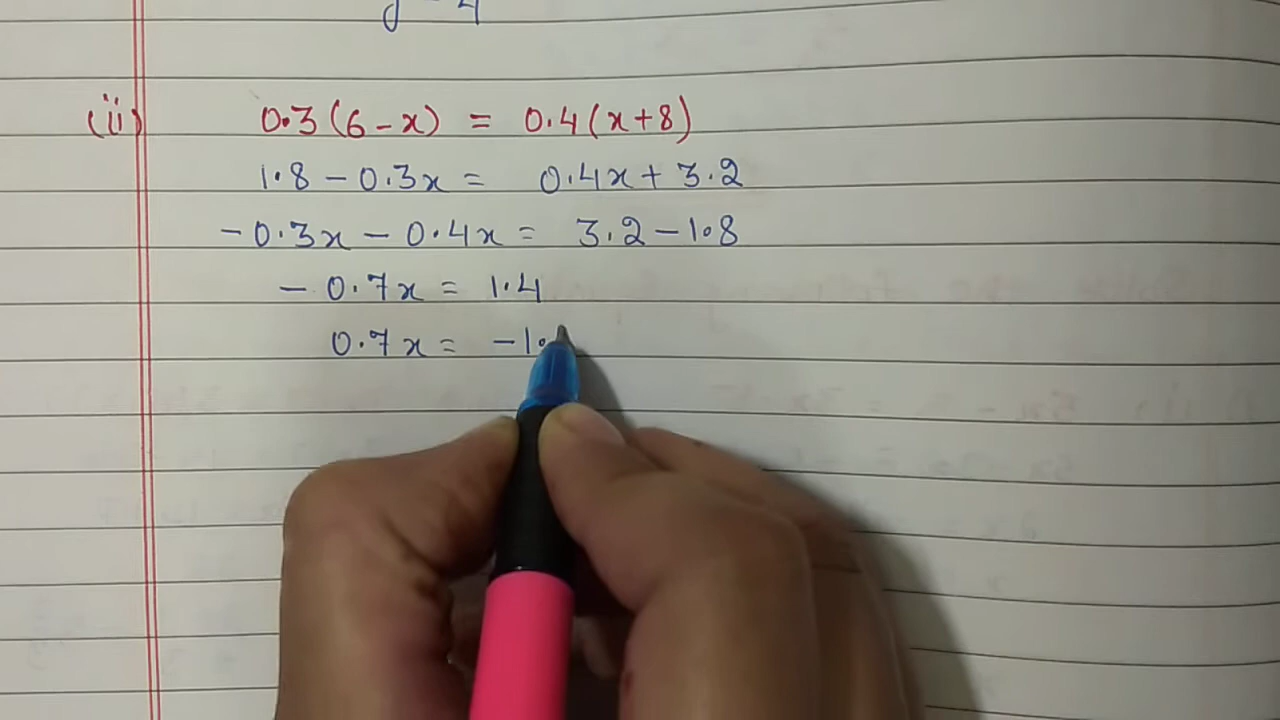 y = 4
(ii) 0.3(6-x) = 0.4(x+8)
1.8 - 0.3x = 0.4x + 3.2
-0.3x - 0.4x = 3.2 - 1.8
- 0.7x = 1.4
0.7x = -1.